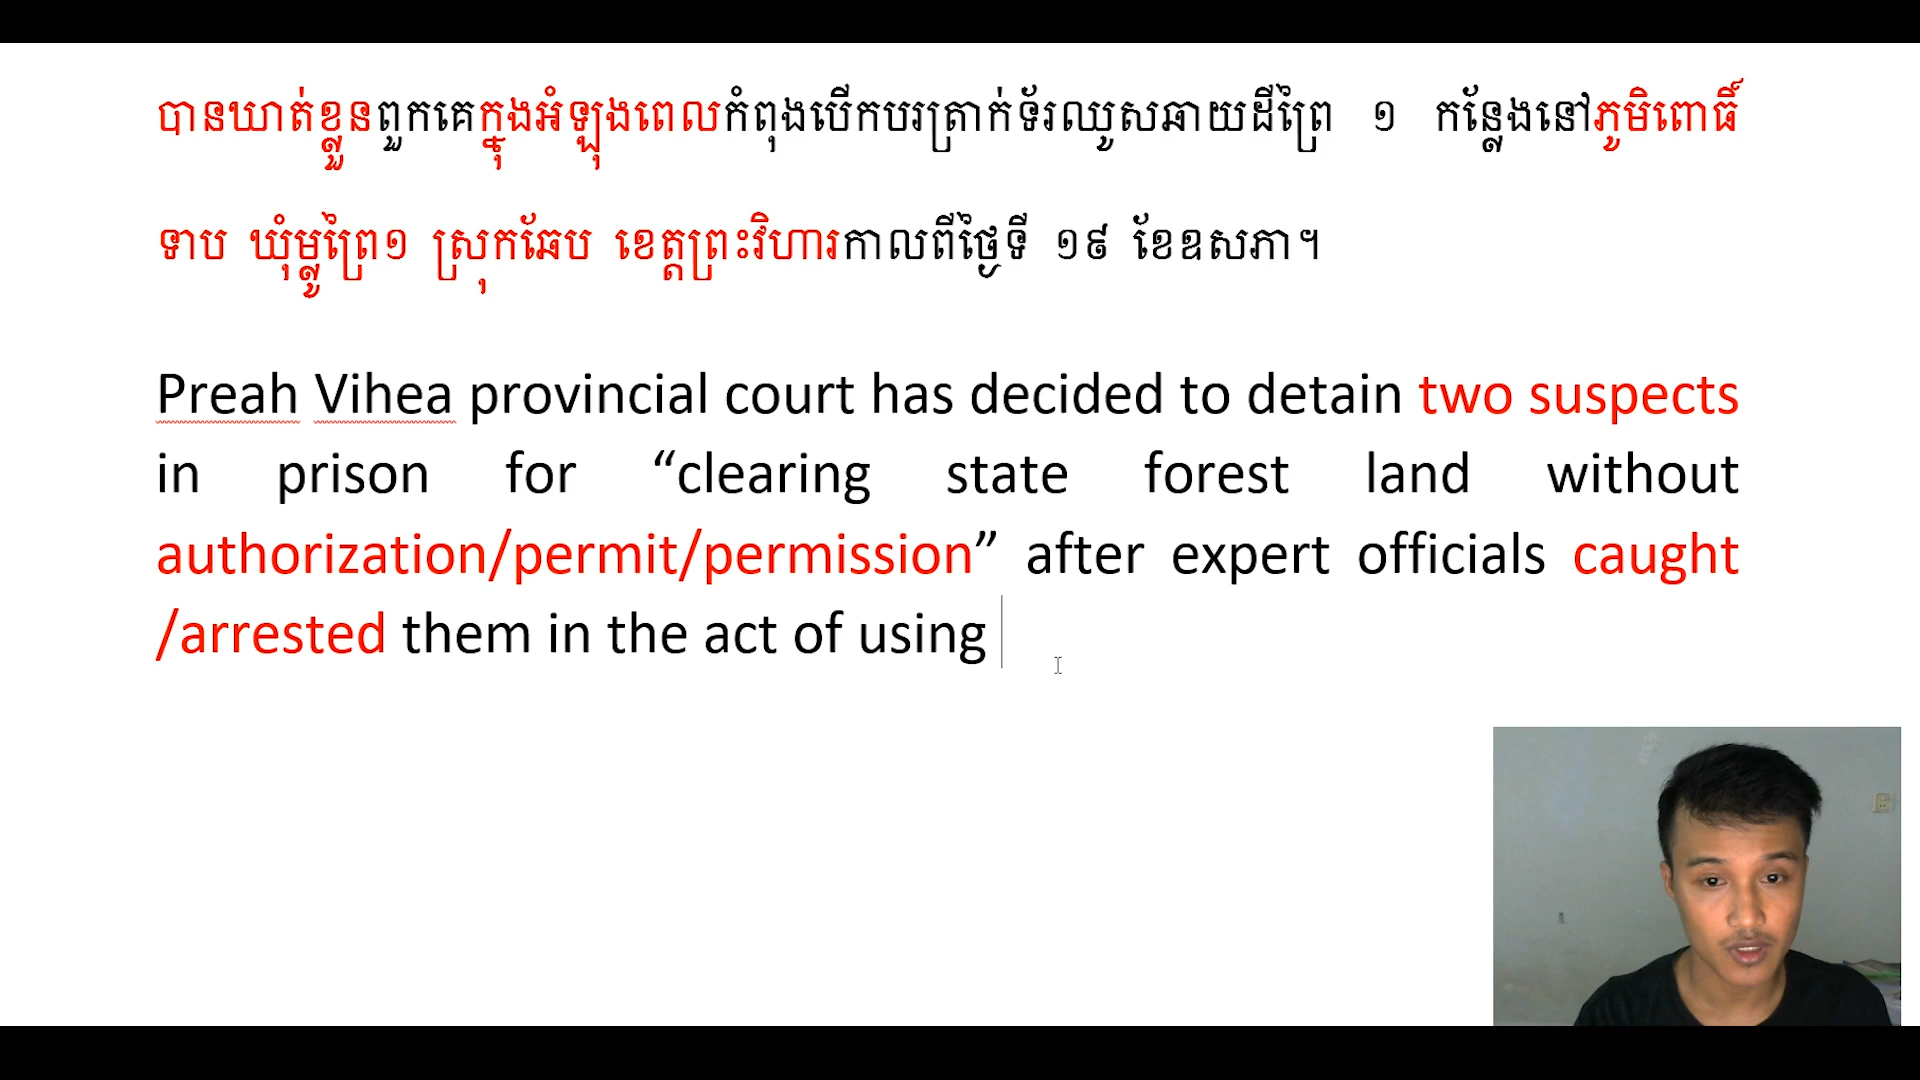 បានឃាត់ខ្លួនពួកគេក្នុងអំឡុងពេលកំពុងបើកបរត្រាក់ទ័រឈូសឆាយដីព្រៃ ១ កន្លែងនៅភូមិពោធិ៍
ទាប ឃុំម្លូព្រៃ១ ស្រុកឆែប ខេត្តព្រះវិហារកាលពីថ្ងៃទី ១៩ ខែឧសភា។
Preah Vihea provincial court has decided to detain two suspects
in prison for “clearing state forest land without
authorization/permit/permission” after expert officials caught
/arrested them in the act of using